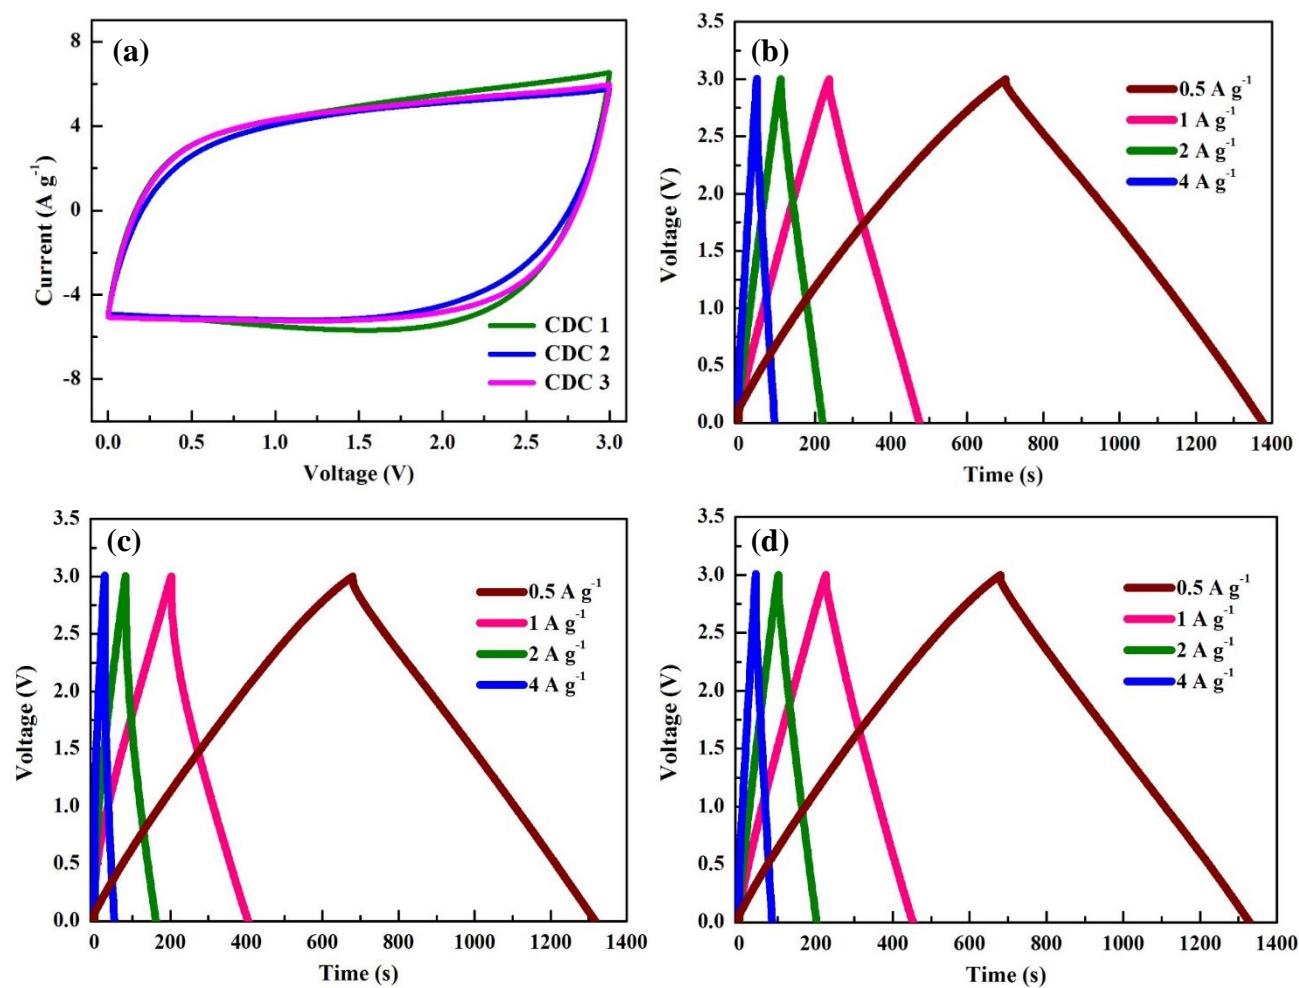 (a)
8
4
0
-4
-8
Current (A g⁻¹)
CDC 1
CDC 2
CDC 3
0.0 0.5 1.0 1.5 2.0 2.5 3.0
Voltage (V)
(b)
3.5
3.0
2.5
2.0
1.5
1.0
0.5
0.0
Voltage (V)
0.5 A g⁻¹
1 A g⁻¹
2 A g⁻¹
4 A g⁻¹
0 200 400 600 800 1000 1200 1400
Time (s)
(c)
3.5
3.0
2.5
2.0
1.5
1.0
0.5
0.0
Voltage (V)
0.5 A g⁻¹
1 A g⁻¹
2 A g⁻¹
4 A g⁻¹
0 200 400 600 800 1000 1200 1400
Time (s)
(d)
3.5
3.0
2.5
2.0
1.5
1.0
0.5
0.0
Voltage (V)
0.5 A g⁻¹
1 A g⁻¹
2 A g⁻¹
4 A g⁻¹
0 200 400 600 800 1000 1200 1400
Time (s)